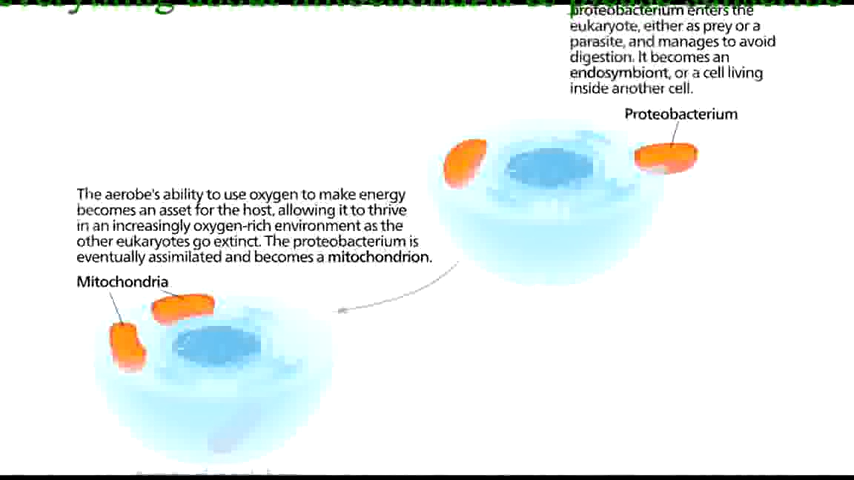 proteobacterium enters the
eukaryote, either as prey or a
parasite, and manages to avoid
digestion. It becomes an
endosymbiont, or a cell living
inside another cell.
Proteobacterium
The aerobe's ability to use oxygen to make energy
becomes an asset for the host, allowing it to thrive
in an increasingly oxygen-rich environment as the
other eukaryotes go extinct. The proteobacterium is
eventually assimilated and becomes a mitochondrion.
Mitochondria